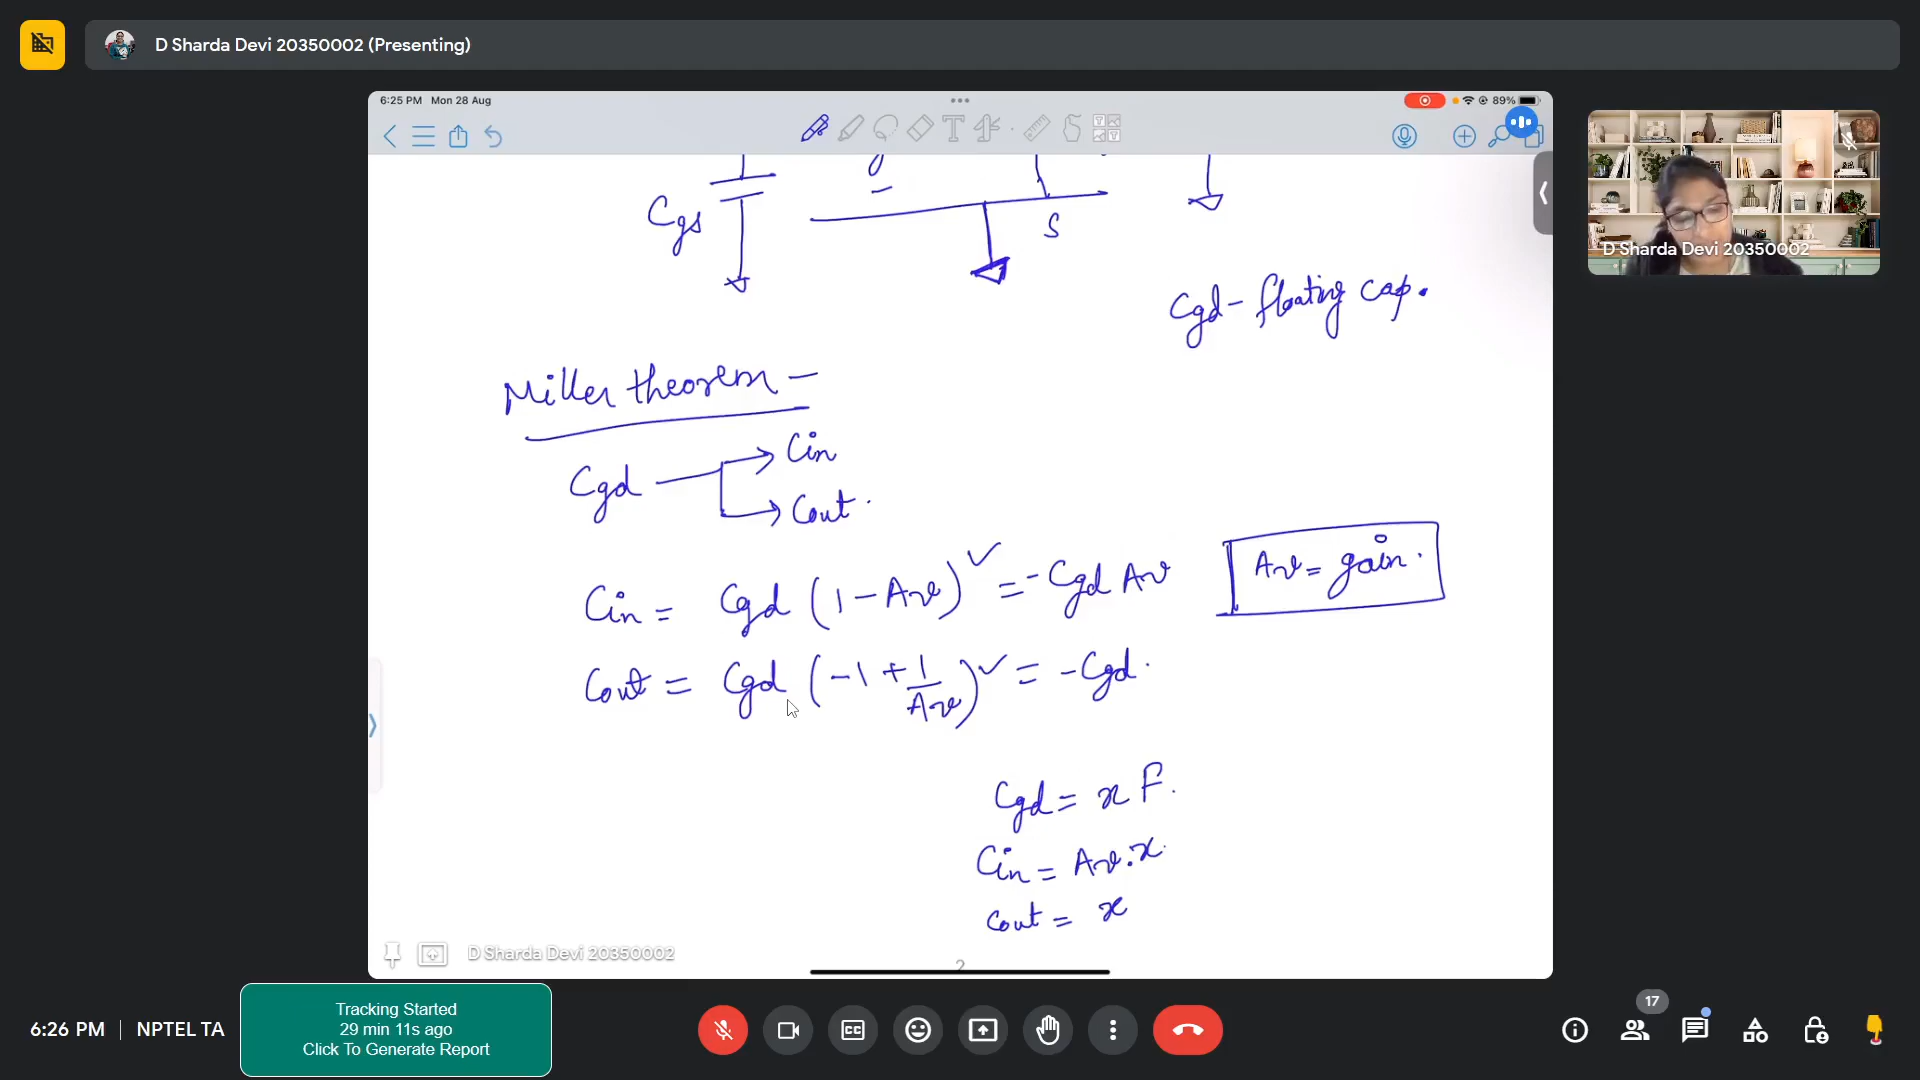 D Sharda Devi 20350002 (Presenting)
6:25 PM Mon 28 Aug
89%
Cgs
S
Cgd - floating cap.
Miller theorem -
Cgd
Cin
Cout.
Cin = Cgd (1 - Av) ✓ = - Cgd Av
Av = gain.
Cout = Cgd (-1 + 1/Av) ✓ = - Cgd.
Cgd = x F.
Cin = Av.x.
Cout = x
2
D Sharda Devi 20350002
D Sharda Devi 20350002
6:26 PM | NPTEL TA
Tracking Started
29 min 11s ago
Click To Generate Report
17